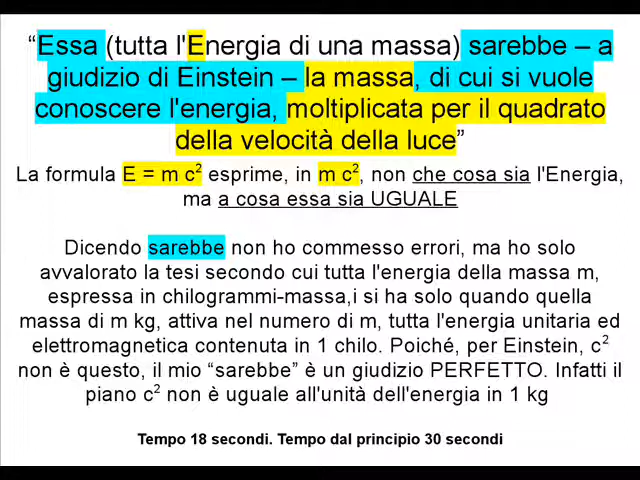 “Essa (tutta l'Energia di una massa) sarebbe – a
giudizio di Einstein – la massa, di cui si vuole
conoscere l'energia, moltiplicata per il quadrato
della velocità della luce”
La formula E = m c² esprime, in m c², non che cosa sia l'Energia,
ma a cosa essa sia UGUALE
Dicendo sarebbe non ho commesso errori, ma ho solo
avvalorato la tesi secondo cui tutta l'energia della massa m,
espressa in chilogrammi-massa,i si ha solo quando quella
massa di m kg, attiva nel numero di m, tutta l'energia unitaria ed
elettromagnetica contenuta in 1 chilo. Poiché, per Einstein, c²
non è questo, il mio “sarebbe” è un giudizio PERFETTO. Infatti il
piano c² non è uguale all'unità dell'energia in 1 kg
Tempo 18 secondi. Tempo dal principio 30 secondi